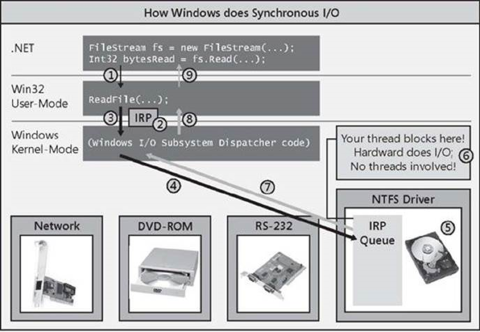 How Windows does Synchronous I/O
.NET
FileStream fs = new FileStream(...);
Int32 bytesRead = fs.Read(...);
1
9
Win32
User-Mode
ReadFile(...);
3
IRP
2
8
Windows
Kernel-Mode
(Windows I/O Subsystem Dispatcher code)
Your thread blocks here!
Hardward does I/O;
No threads involved!
6
4
7
Network
DVD-ROM
RS-232
NTFS Driver
IRP
Queue
5